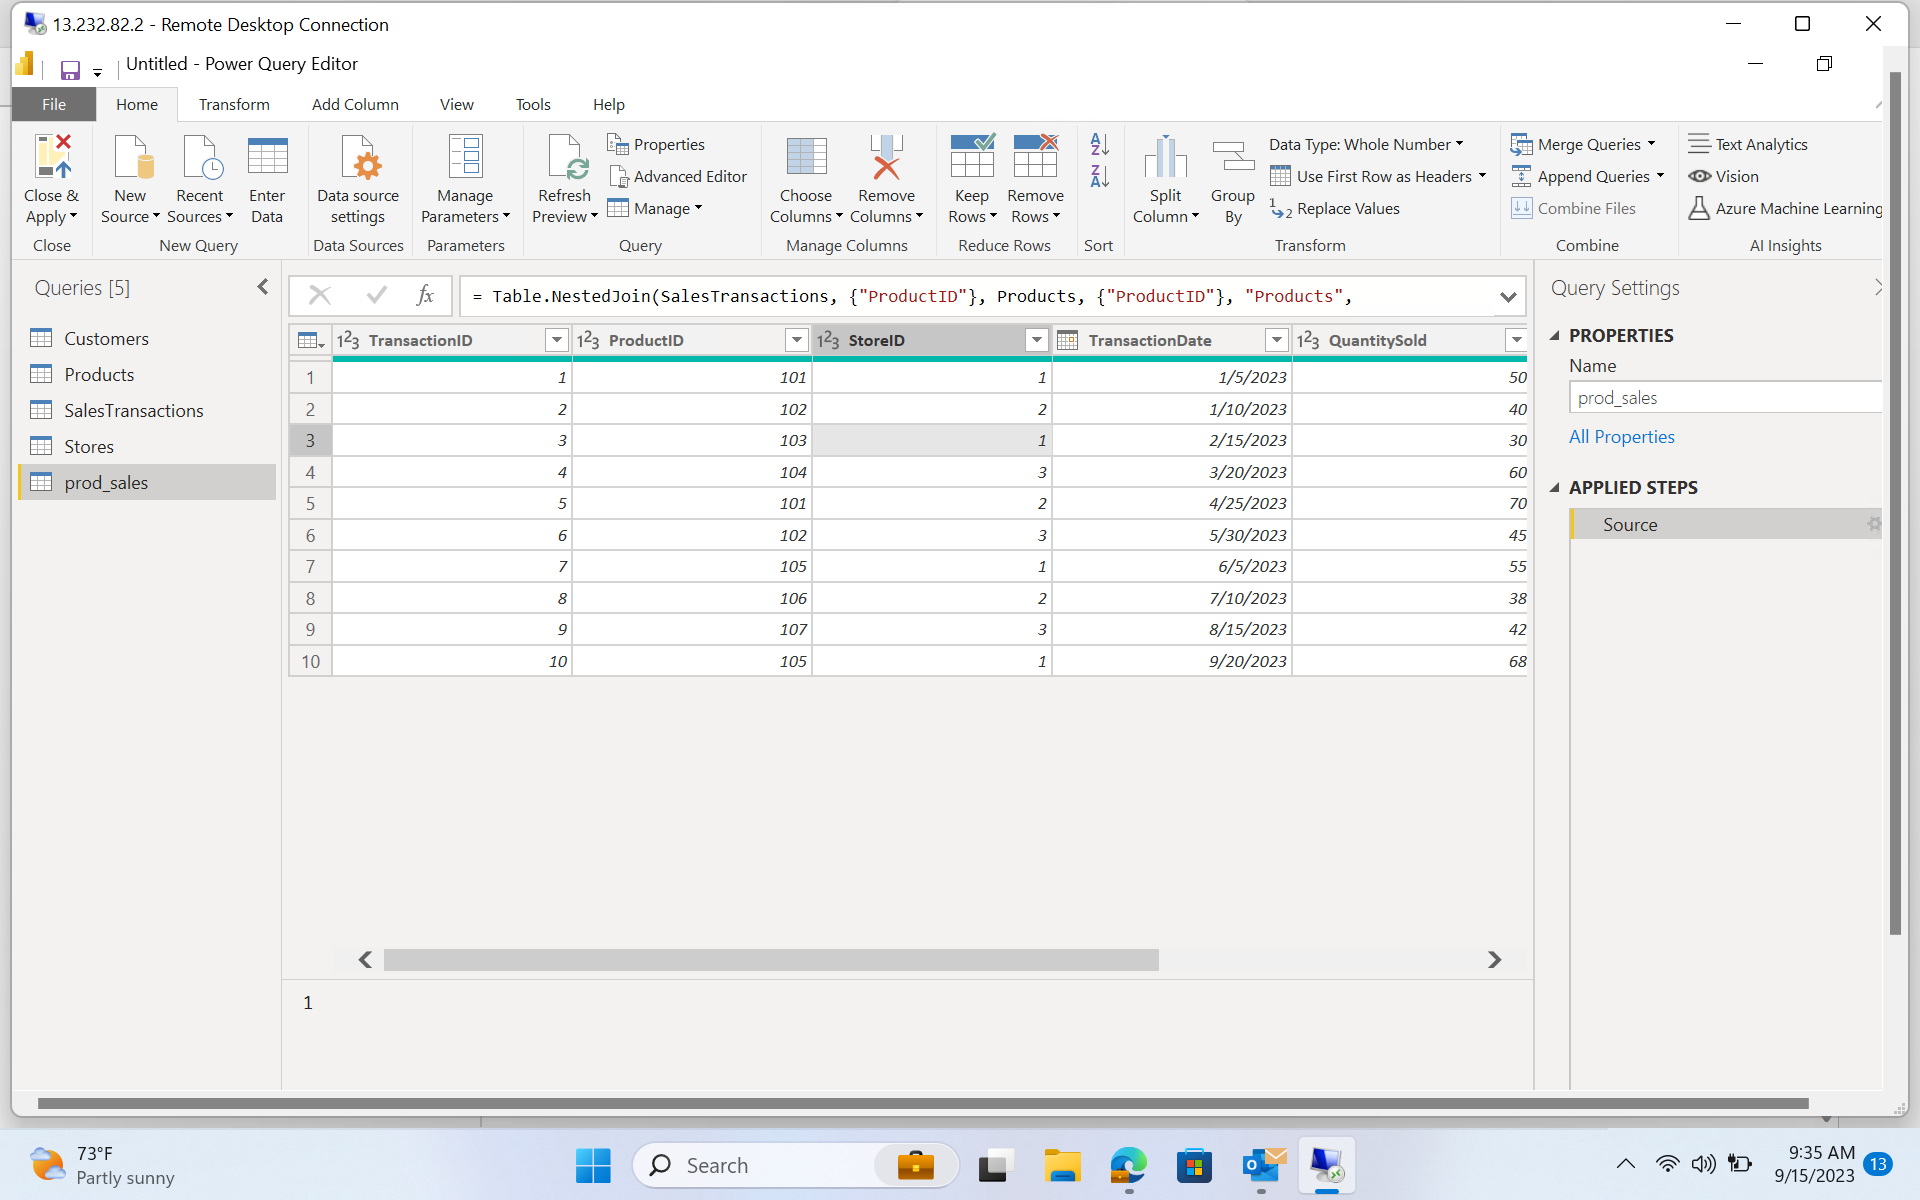 13.232.82.2 - Remote Desktop Connection
Untitled - Power Query Editor
File Home Transform Add Column View Tools Help
Close & Apply
Close
New Source
Recent Sources
Enter Data
New Query
Data source settings
Data Sources
Manage Parameters
Parameters
Refresh Preview
Properties
Advanced Editor
Manage
Query
Choose Columns
Remove Columns
Manage Columns
Keep Rows
Remove Rows
Reduce Rows
Sort
Split Column
Group By
Data Type: Whole Number
Use First Row as Headers
Replace Values
Transform
Merge Queries
Append Queries
Combine Files
Combine
Text Analytics
Vision
Azure Machine Learning
AI Insights
Queries [5]
Customers
Products
SalesTransactions
Stores
prod_sales
fx = Table.NestedJoin(SalesTransactions, {"ProductID"}, Products, {"ProductID"}, "Products",
TransactionID ProductID StoreID TransactionDate QuantitySold
1 1 101 1 1/5/2023 50
2 2 102 2 1/10/2023 40
3 3 103 1 2/15/2023 30
4 4 104 3 3/20/2023 60
5 5 101 2 4/25/2023 70
6 6 102 3 5/30/2023 45
7 7 105 1 6/5/2023 55
8 8 106 2 7/10/2023 38
9 9 107 3 8/15/2023 42
10 10 105 1 9/20/2023 68
1
Query Settings
PROPERTIES
Name
prod_sales
All Properties
APPLIED STEPS
Source
73°F
Partly sunny
Search
9:35 AM
9/15/2023
13